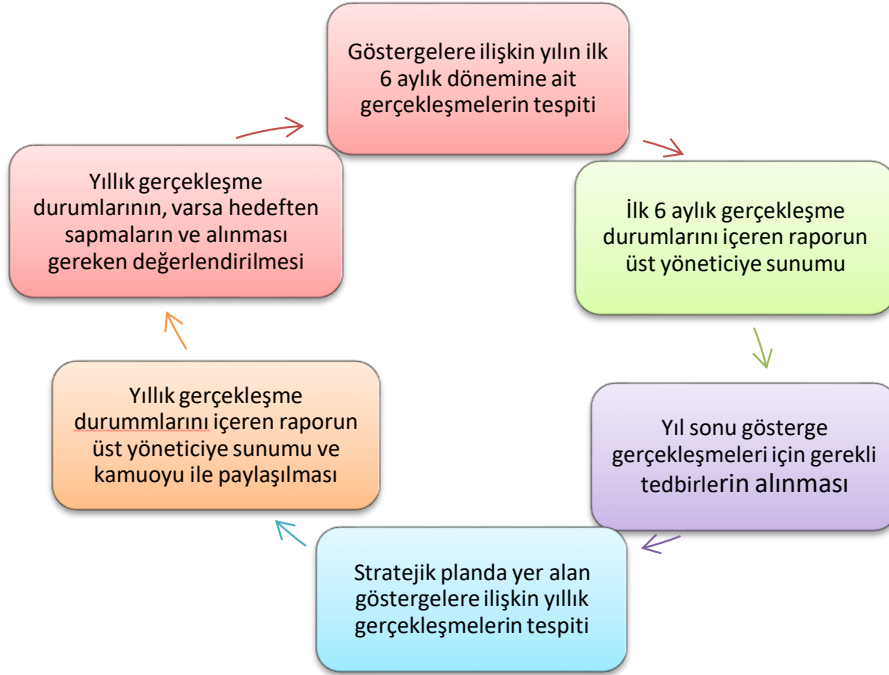 Göstergelere ilişkin yılın ilk
6 aylık dönemine ait
gerçekleşmelerin tespiti
İlk 6 aylık gerçekleşme
durumlarını içeren raporun
üst yöneticiye sunumu
Yıl sonu gösterge
gerçekleşmeleri için gerekli
tedbirlerin alınması
Stratejik planda yer alan
göstergelere ilişkin yıllık
gerçekleşmelerin tespiti
Yıllık gerçekleşme
durummlarını içeren raporun
üst yöneticiye sunumu ve
kamuoyu ile paylaşılması
Yıllık gerçekleşme
durumlarının, varsa hedeften
sapmaların ve alınması
gereken değerlendirilmesi